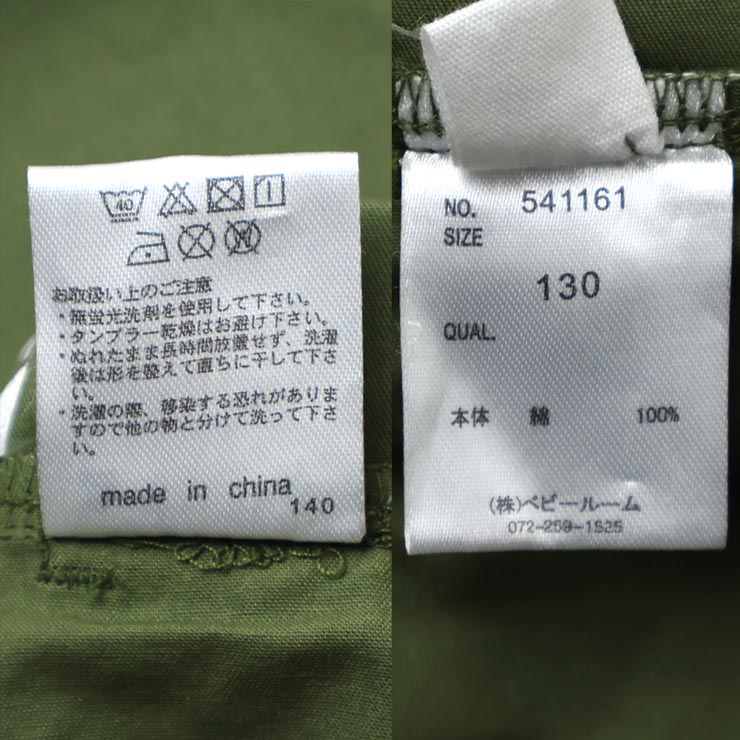 40
お取扱い上のご注意
・無蛍光洗剤を使用して下さい。
・タンブラー乾燥はお避け下さい。
・ぬれたまま長時間放置せず、洗濯
後は形を整えて直ちに干して下さ
い。
・洗濯の際、移染する恐れがありま
すので他の物と分けて洗って下さ
い。
made in china
140
NO. 541161
SIZE
130
QUAL.
本体 綿 100%
(株)ベビールーム
072-259-1525